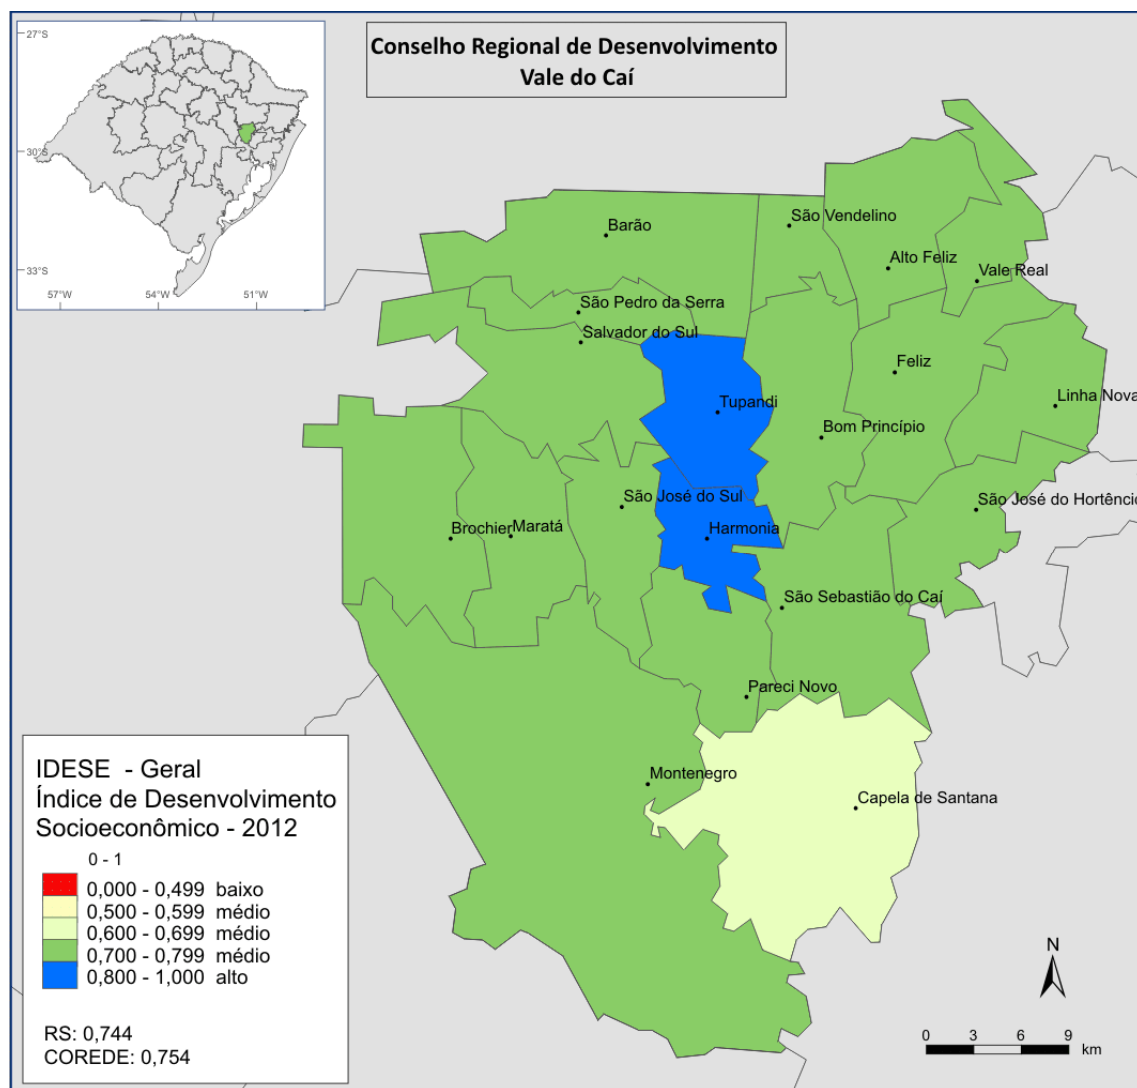 Conselho Regional de Desenvolvimento
Vale do Caí
27°S
30°S
33°S
57°W
54°W
51°W
Barão
São Vendelino
Alto Feliz
Vale Real
São Pedro da Serra
Salvador do Sul
Feliz
Tupandi
Linha Nova
Bom Princípio
São José do Sul
São José do Hortêncio
Brochier
Maratá
Harmonia
São Sebastião do Caí
Pareci Novo
Montenegro
Capela de Santana
IDESE - Geral
Índice de Desenvolvimento
Socioeconômico - 2012
0 - 1
0,000 - 0,499 baixo
0,500 - 0,599 médio
0,600 - 0,699 médio
0,700 - 0,799 médio
0,800 - 1,000 alto
RS: 0,744
COREDE: 0,754
N
0 3 6 9
km